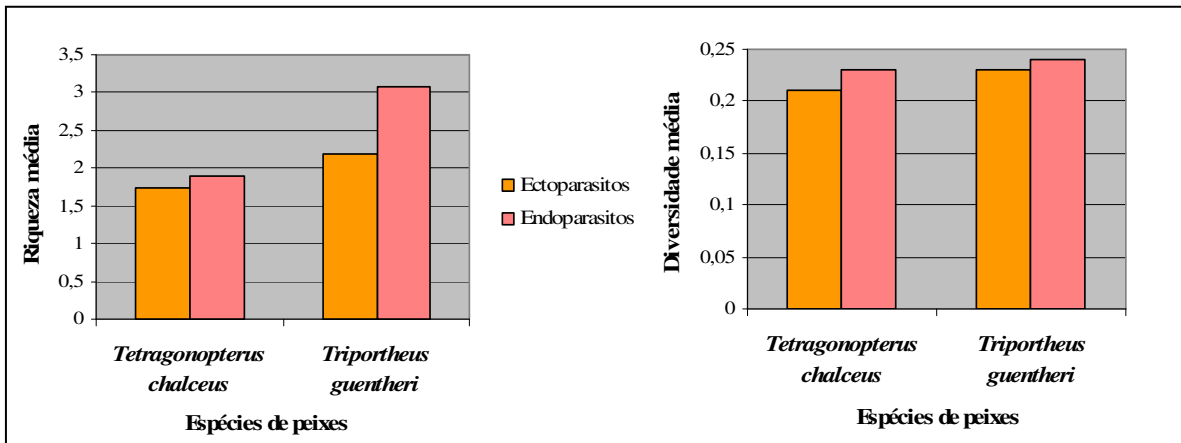 Riqueza média
3,5
3
2,5
2
1,5
1
0,5
0
Tetragonopterus
chalceus
Triportheus
guentheri
Espécies de peixes
Ectoparasitos
Endoparasitos
Diversidade média
0,25
0,2
0,15
0,1
0,05
0
Tetragonopterus
chalceus
Triportheus
guentheri
Espécies de peixes